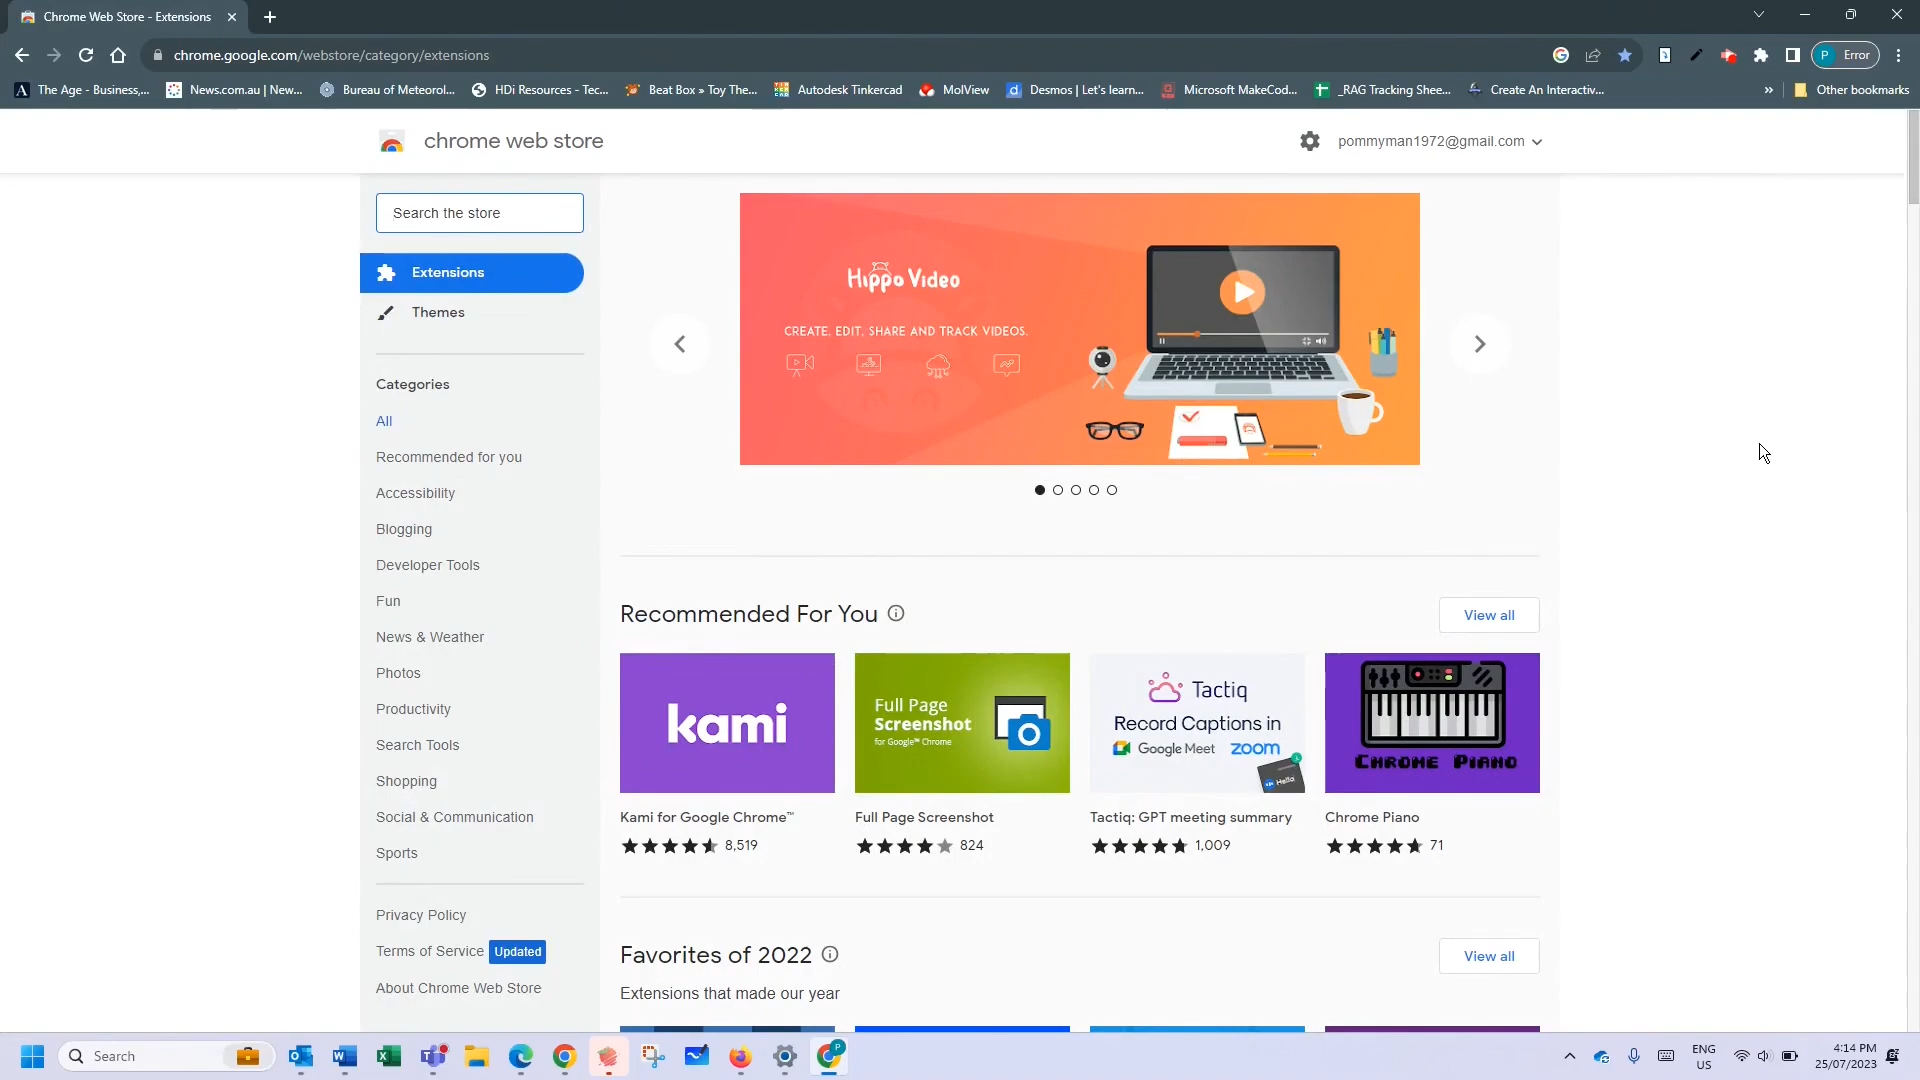 Chrome Web Store - Extensions
chrome.google.com/webstore/category/extensions
P Error
The Age - Business,...
News.com.au | New...
Bureau of Meteorol...
HDi Resources - Tec...
Beat Box » Toy The...
Autodesk Tinkercad
MolView
Desmos | Let's learn...
Microsoft MakeCod...
_RAG Tracking Shee...
Create An Interactiv...
»
Other bookmarks
chrome web store
pommyman1972@gmail.com
Search the store
Extensions
Themes
Categories
All
Recommended for you
Accessibility
Blogging
Developer Tools
Fun
News & Weather
Photos
Productivity
Search Tools
Shopping
Social & Communication
Sports
Privacy Policy
Terms of Service Updated
About Chrome Web Store
Hippo Video
CREATE, EDIT, SHARE AND TRACK VIDEOS.
Recommended For You
View all
kami
Full Page
Screenshot
for Google™ Chrome
Tactiq
Record Captions in
Google Meet zoom
Hello
CHROME PIANO
Kami for Google Chrome™
8,519
Full Page Screenshot
824
Tactiq: GPT meeting summary
1,009
Chrome Piano
71
Favorites of 2022
View all
Extensions that made our year
Search
ENG
US
4:14 PM
25/07/2023